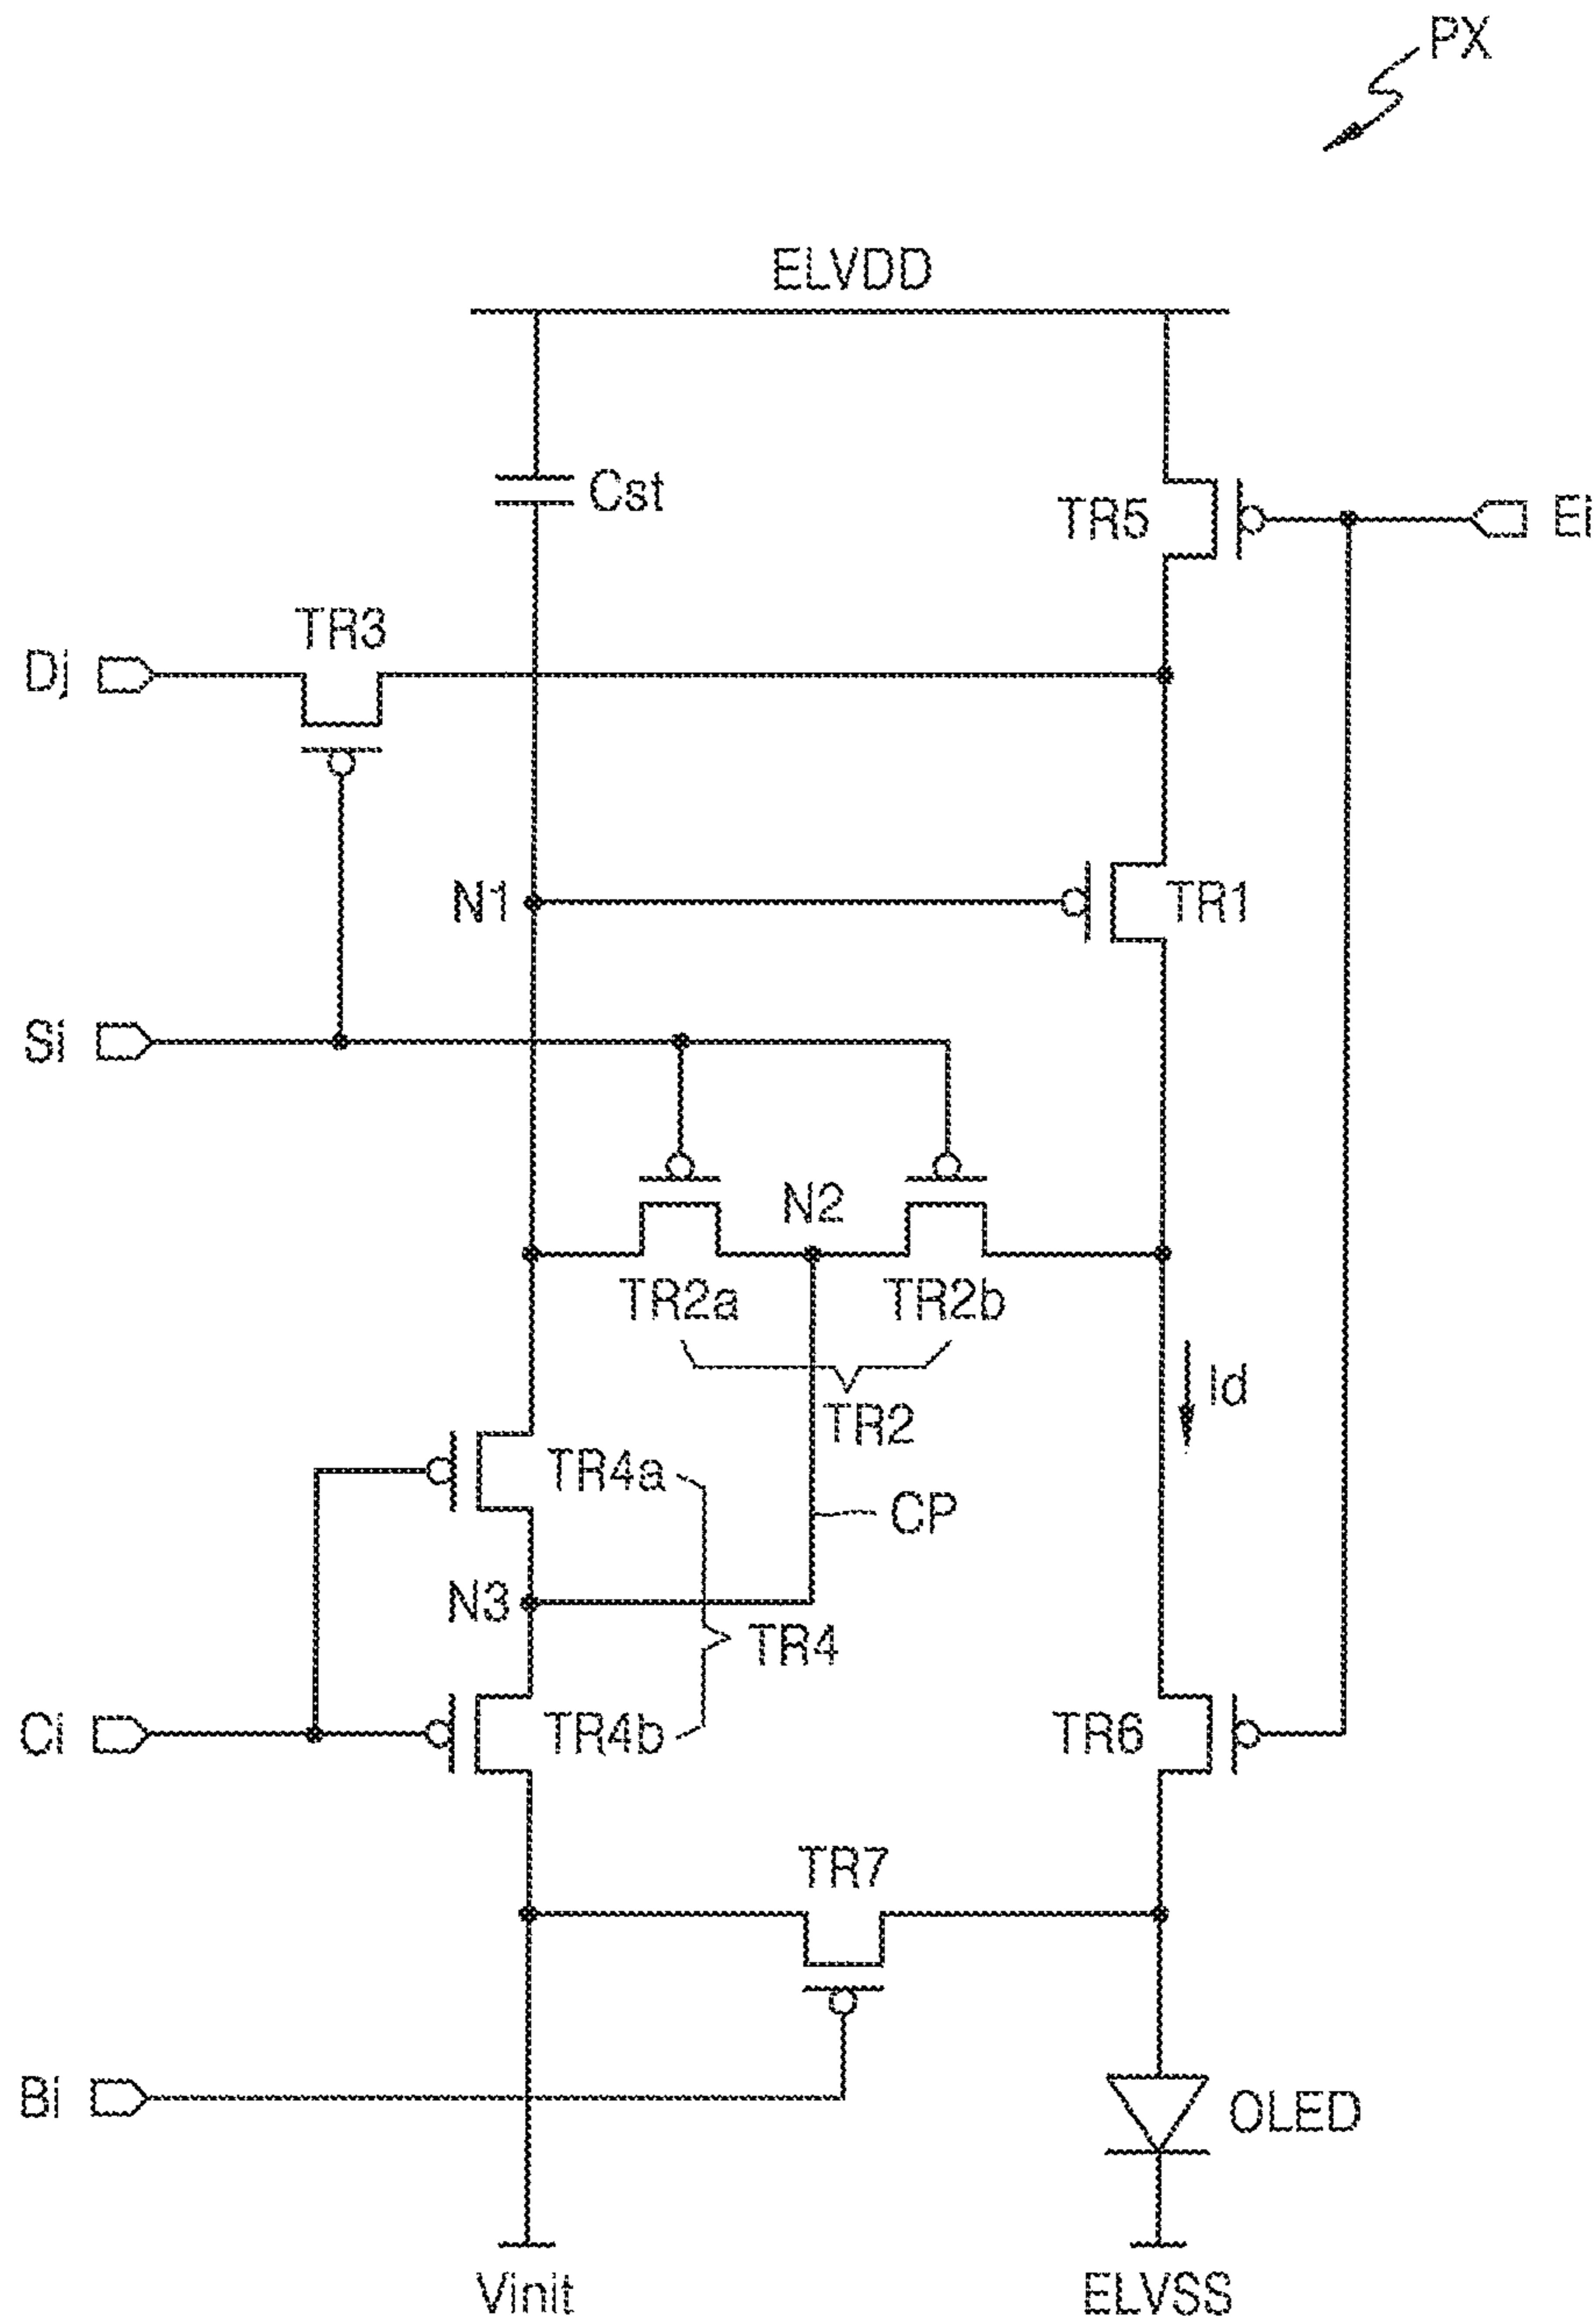 PX
ELVDD
Cst
TR5
Ei
TR3
Dj
N1
TR1
Si
N2
TR2a
TR2b
TR2
Id
TR4a
CP
N3
TR4
Ci
TR4b
TR6
TR7
Bi
OLED
Vinit
ELVSS